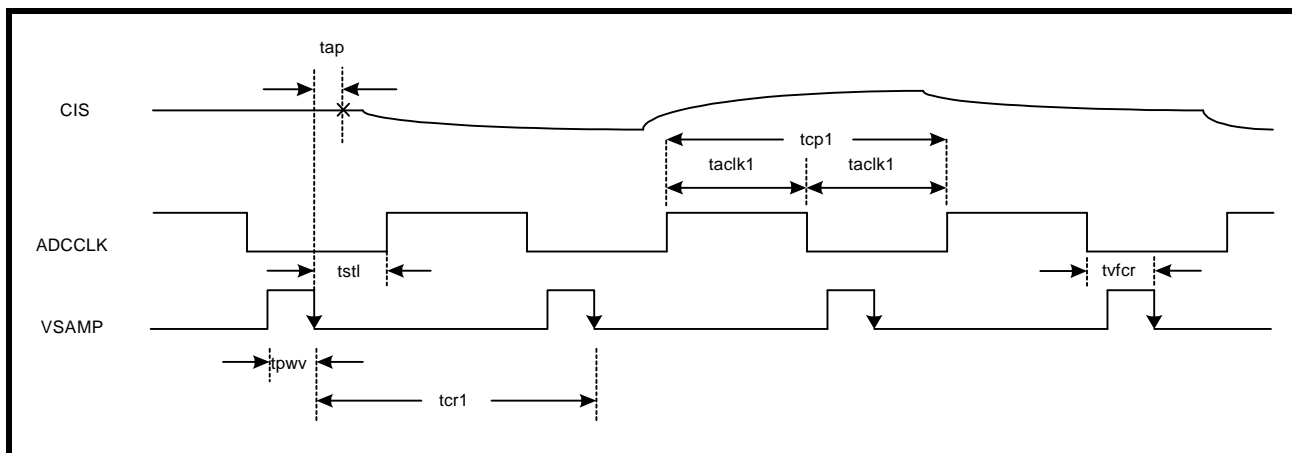 tap
CIS
tcp1
taclk1 taclk1
ADCCLK
tstl tvfcr
VSAMP
tpwv
tcr1